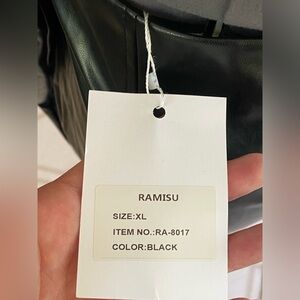 RAMISU
SIZE:XL
ITEM NO.:RA-8017
COLOR:BLACK